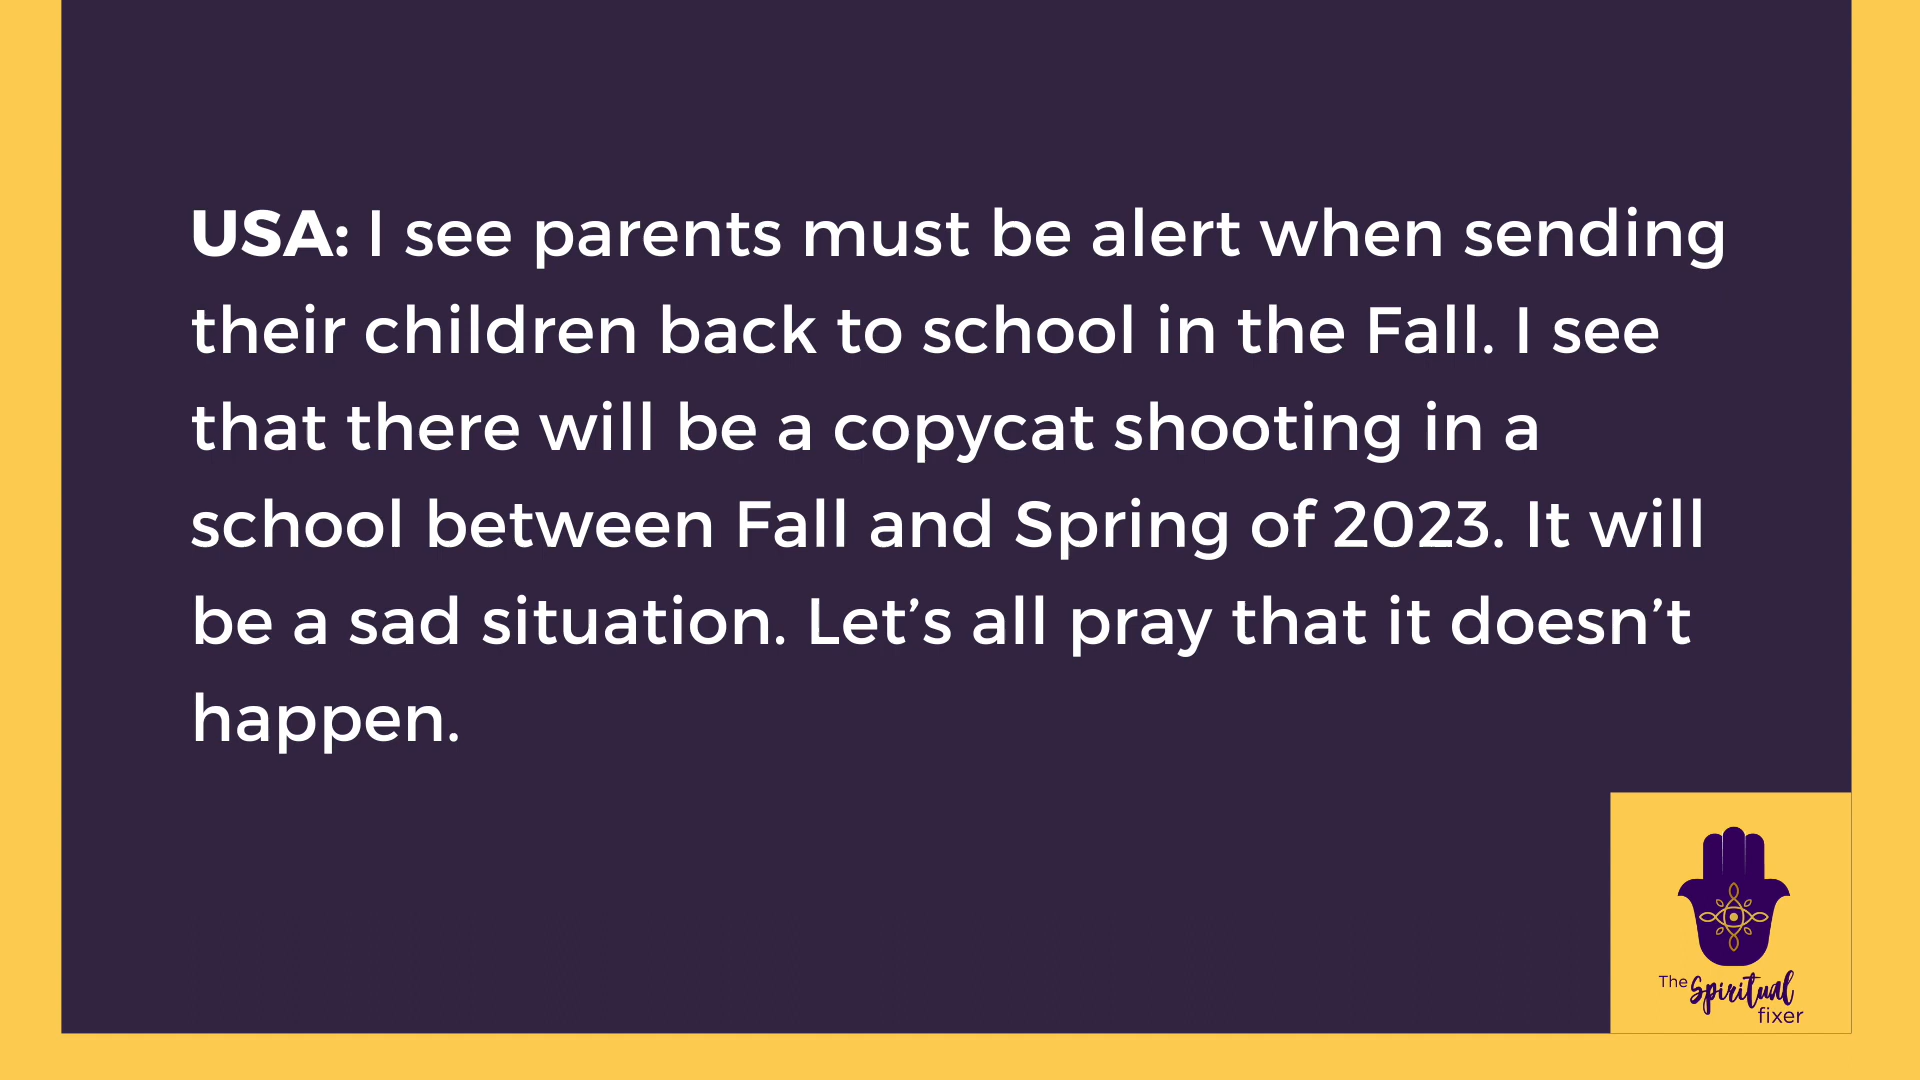 USA: I see parents must be alert when sending
their children back to school in the Fall. I see
that there will be a copycat shooting in a
school between Fall and Spring of 2023. It will
be a sad situation. Let’s all pray that it doesn’t
happen.
The Spiritual
fixer